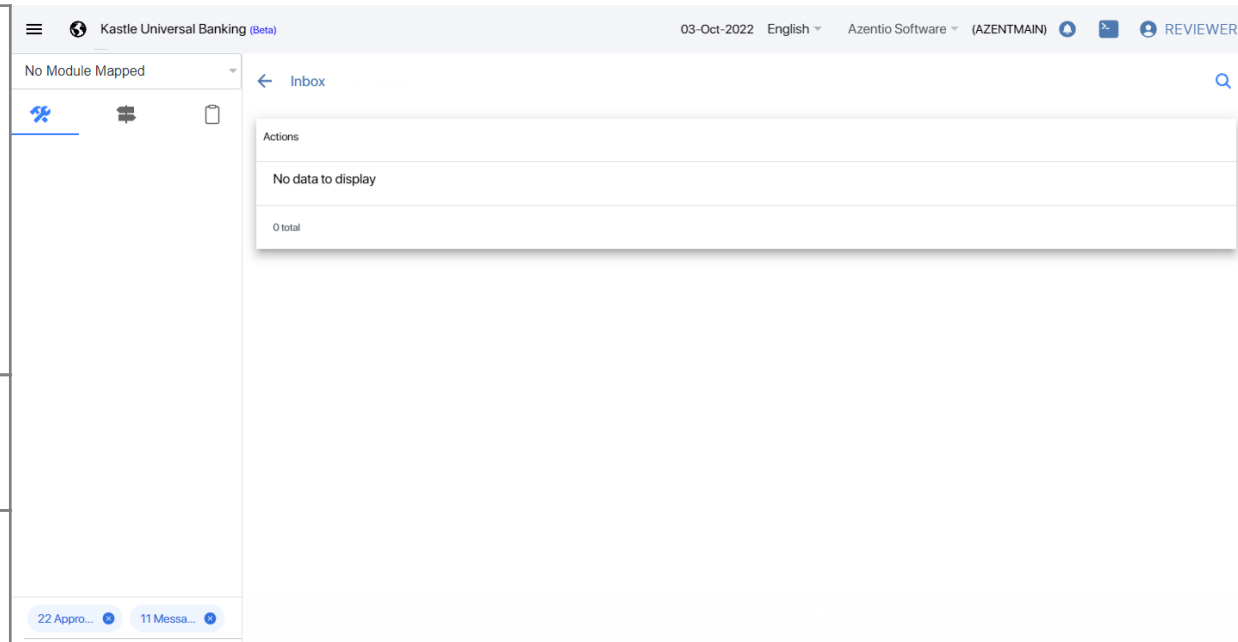 Kastle Universal Banking (Beta)
03-Oct-2022 English Azentio Software (AZENTMAIN) REVIEWER
No Module Mapped
Inbox
Actions
No data to display
0 total
22 Appro... 11 Messa...